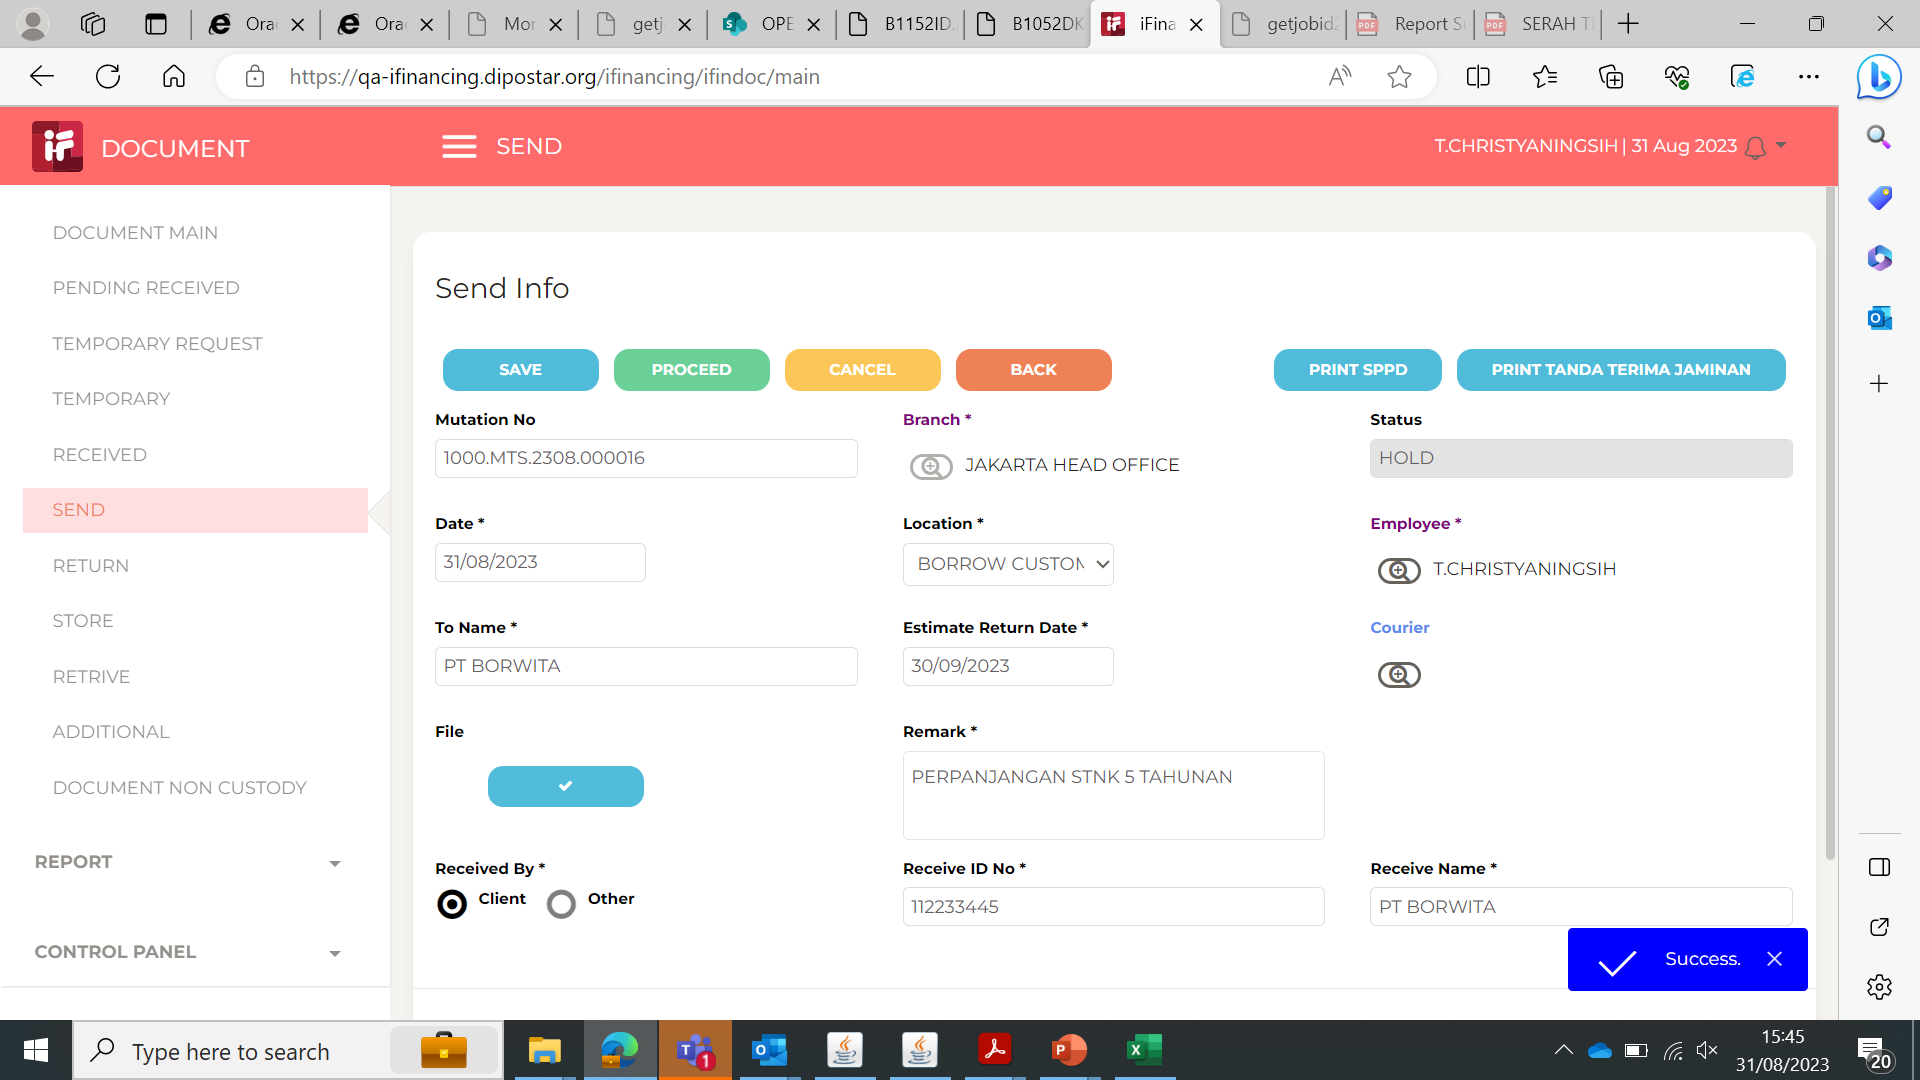 Orac
Orac
Mor
getj
OPE
B1152ID.
B1052DK
iFina
getjobid2
Report S
SERAH T
https://qa-ifinancing.dipostar.org/ifinancing/ifindoc/main
DOCUMENT
SEND
T.CHRISTYANINGSIH | 31 Aug 2023
DOCUMENT MAIN
PENDING RECEIVED
TEMPORARY REQUEST
TEMPORARY
RECEIVED
SEND
RETURN
STORE
RETRIVE
ADDITIONAL
DOCUMENT NON CUSTODY
REPORT
CONTROL PANEL
Send Info
SAVE PROCEED CANCEL BACK PRINT SPPD PRINT TANDA TERIMA JAMINAN
Mutation No
1000.MTS.2308.000016
Branch *
JAKARTA HEAD OFFICE
Status
HOLD
Date *
31/08/2023
Location *
BORROW CUSTOM
Employee *
T.CHRISTYANINGSIH
To Name *
PT BORWITA
Estimate Return Date *
30/09/2023
Courier
File
Remark *
PERPANJANGAN STNK 5 TAHUNAN
Received By *
Client Other
Receive ID No *
112233445
Receive Name *
PT BORWITA
Success.
Type here to search
1
15:45
31/08/2023
20